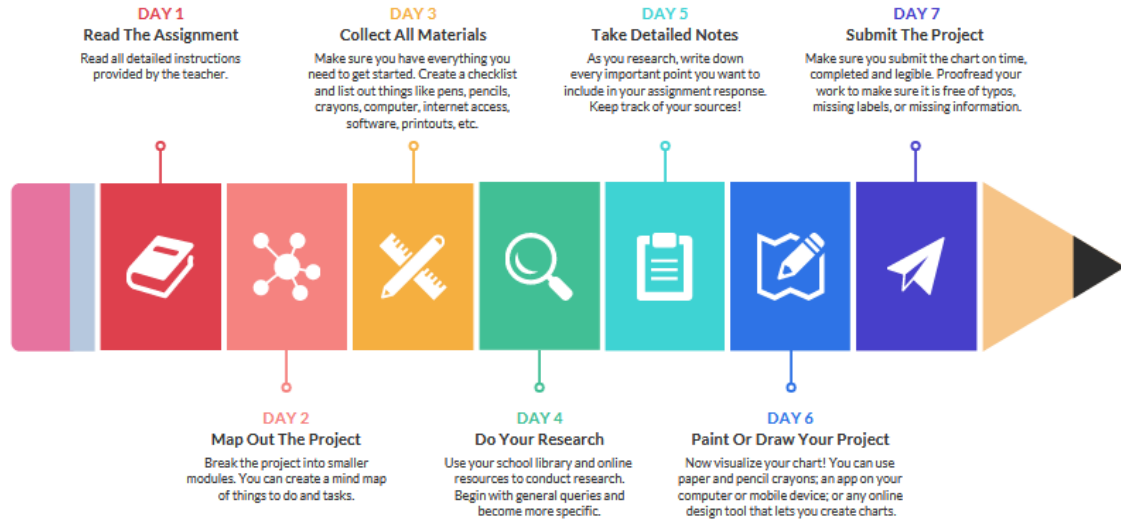 DAY 1
Read The Assignment
Read all detailed instructions
provided by the teacher.
DAY 3
Collect All Materials
Make sure you have everything you
need to get started. Create a checklist
and list out things like pens, pencils,
crayons, computer, internet access,
software, printouts, etc.
DAY 5
Take Detailed Notes
As you research, write down
every important point you want to
include in your assignment response.
Keep track of your sources!
DAY 7
Submit The Project
Make sure you submit the chart on time,
completed and legible. Proofread your
work to make sure it is free of typos,
missing labels, or missing information.
DAY 2
Map Out The Project
Break the project into smaller
modules. You can create a mind map
of things to do and tasks.
DAY 4
Do Your Research
Use your school library and online
resources to conduct research.
Begin with general queries and
become more specific.
DAY 6
Paint Or Draw Your Project
Now visualize your chart! You can use
paper and pencil crayons; an app on your
computer or mobile device; or any online
design tool that lets you create charts.